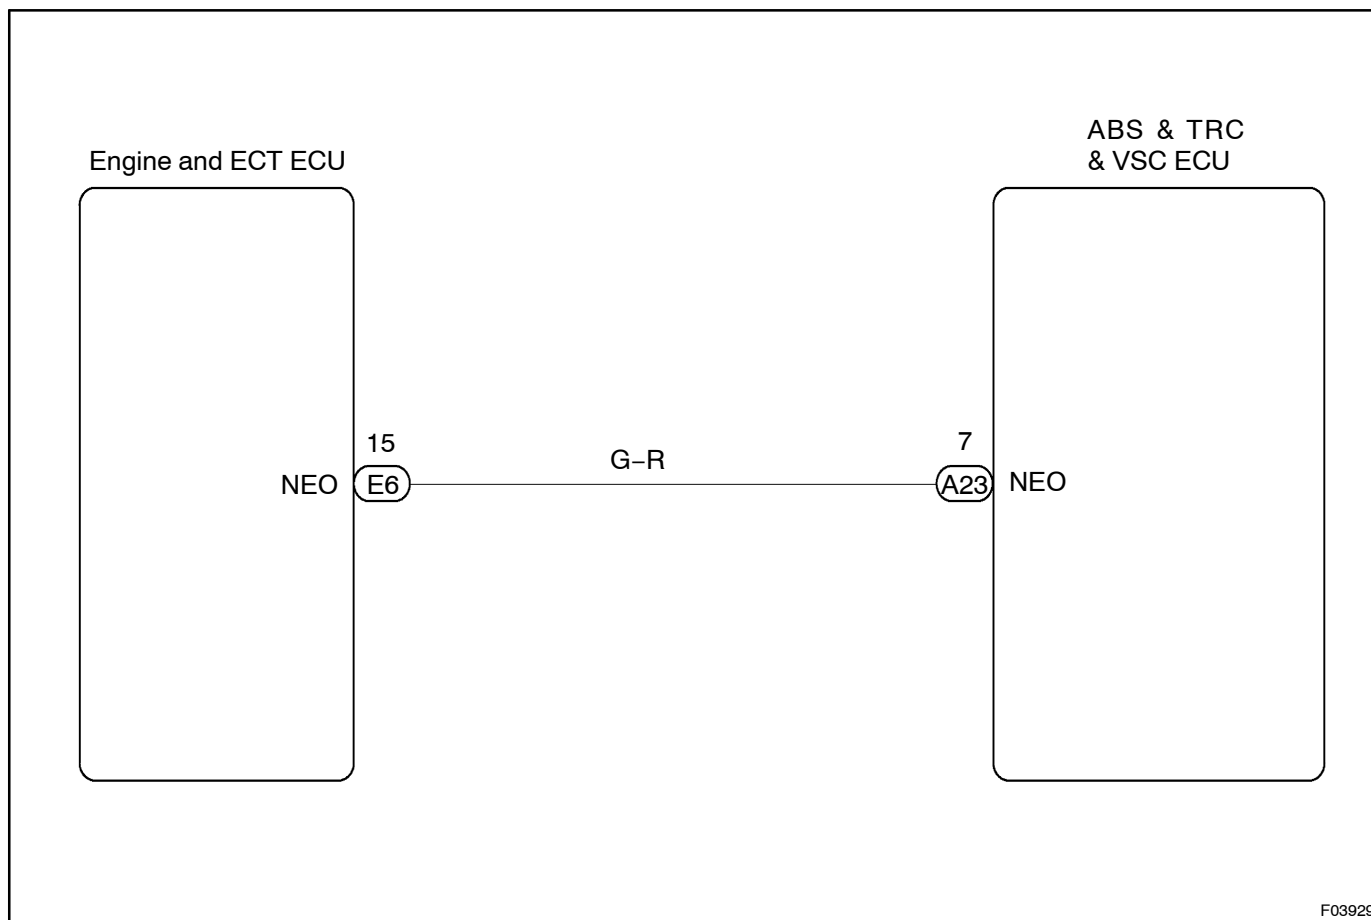 ABS & TRC
& VSC ECU
Engine and ECT ECU
15
7
G–R
NEO
E6
A23
NEO
F03929